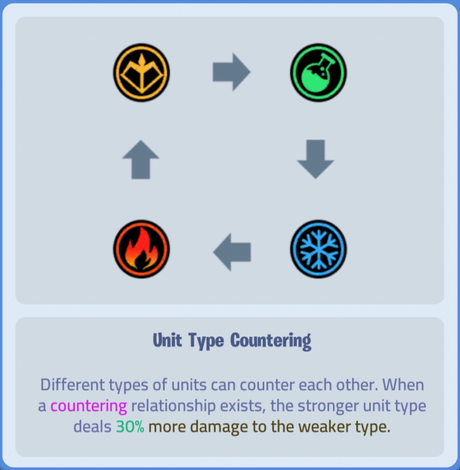 Unit Type Countering
Different types of units can counter each other. When
a countering relationship exists, the stronger unit type
deals 30% more damage to the weaker type.